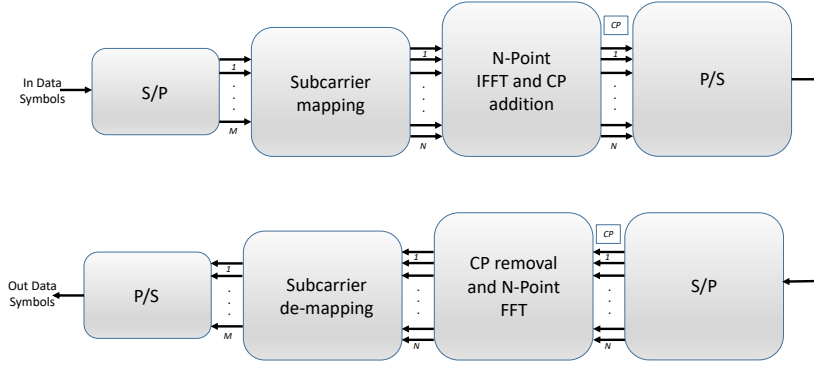 In Data
Symbols
S/P
1
M
Subcarrier
mapping
1
N
N-Point
IFFT and CP
addition
CP
1
N
P/S
Out Data
Symbols
P/S
1
M
Subcarrier
de-mapping
1
N
CP removal
and N-Point
FFT
CP
1
N
S/P